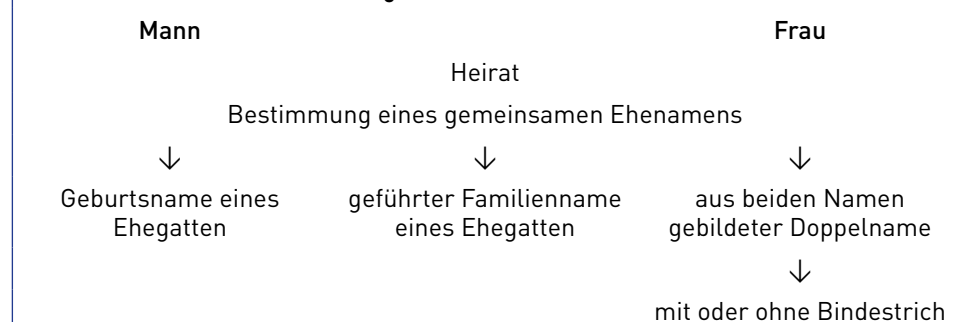 Mann Frau
Heirat
Bestimmung eines gemeinsamen Ehenamens
↓ ↓ ↓
Geburtsname eines geführter Familienname aus beiden Namen
Ehegatten eines Ehegatten gebildeter Doppelname
↓
mit oder ohne Bindestrich